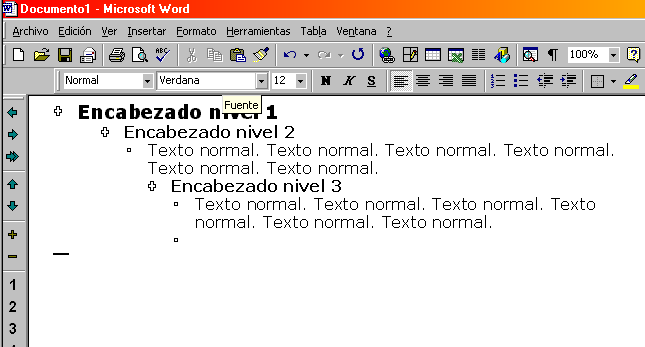 Documento1 - Microsoft Word
Archivo Edición Ver Insertar Formato Herramientas Tabla Ventana ?
100%
Normal Verdana 12 N K S
Fuente
Encabezado nivel 1
Encabezado nivel 2
Texto normal. Texto normal. Texto normal. Texto normal.
Texto normal. Texto normal.
Encabezado nivel 3
Texto normal. Texto normal. Texto normal. Texto
normal. Texto normal. Texto normal.
1
2
3